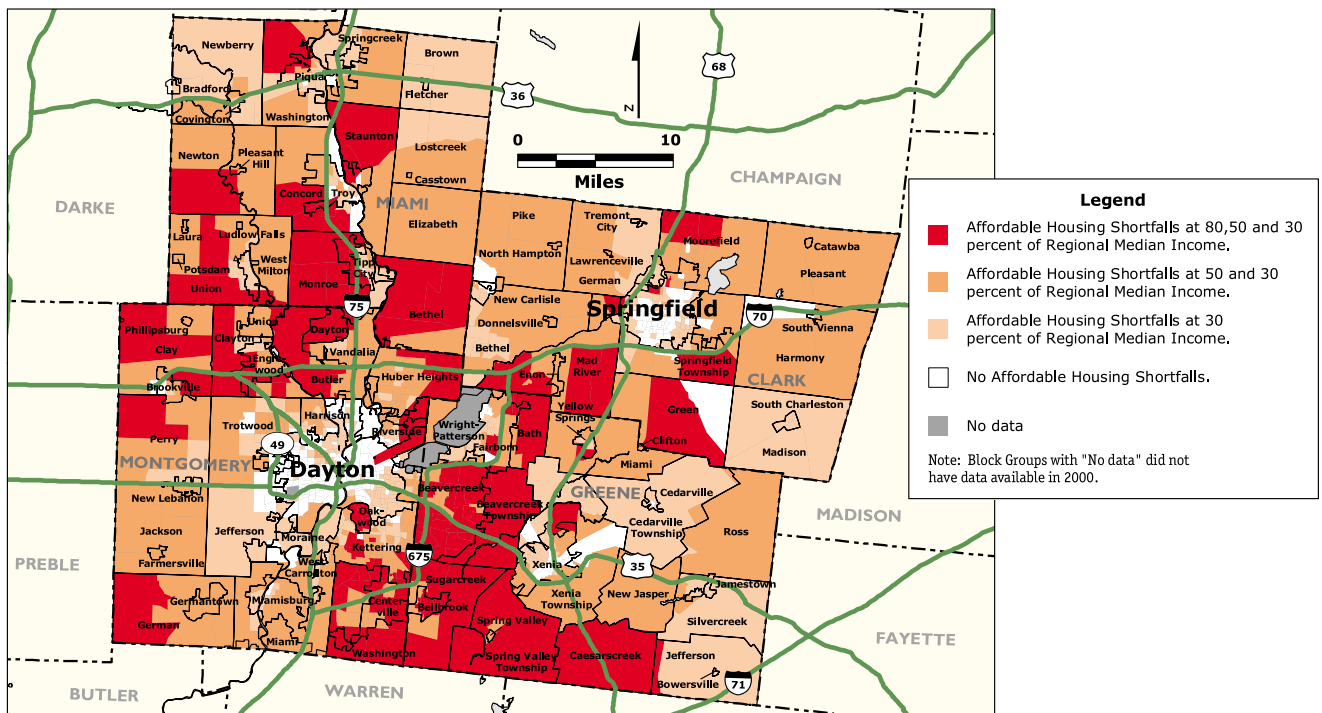 Newberry
Springcreek
Brown
68
Piqua
Bradford
Fletcher
36
N
Covington
Washington
Staunton
0
10
Newton
Pleasant
Hill
Lostcreek
Miles
Casstown
CHAMPAIGN
Concord
Troy
DARKE
MIAMI
Elizabeth
Pike
Tremont
City
Laura
Ludlow Falls
Moorefield
Catawba
North Hampton
Lawrenceville
Potsdam
West
Milton
Tipp
City
German
Pleasant
Union
Monroe
New Carlisle
75
Bethel
Springfield
70
Phillipsburg
Union
Dayton
Donnelsville
South Vienna
Clay
Clayton
Vandalia
Bethel
Engle-
wood
Mad
River
Harmony
Brookville
Butler
Huber Heights
Enon
Springfield
Township
CLARK
Harrison
Yellow
Springs
Green
South Charleston
Trotwood
Riverside
Wright-
Patterson
Bath
Perry
49
Fairborn
Clifton
Madison
MONTGOMERY
Dayton
Miami
New Lebanon
Beavercreek
GREENE
Cedarville
Oak-
wood
Beavercreek
Township
Cedarville
Township
MADISON
Jackson
Jefferson
Moraine
Ross
Kettering
675
Farmersville
West
Carrollton
Xenia
35
PREBLE
Sugarcreek
Jamestown
Germantown
Miamisburg
Center-
ville
Bellbrook
Xenia
Township
New Jasper
German
Spring Valley
Silvercreek
FAYETTE
Miami
Washington
Spring Valley
Township
Caesarscreek
Jefferson
Bowersville
71
BUTLER
WARREN
Legend
Affordable Housing Shortfalls at 80,50 and 30
percent of Regional Median Income.
Affordable Housing Shortfalls at 50 and 30
percent of Regional Median Income.
Affordable Housing Shortfalls at 30
percent of Regional Median Income.
No Affordable Housing Shortfalls.
No data
Note: Block Groups with "No data" did not
have data available in 2000.